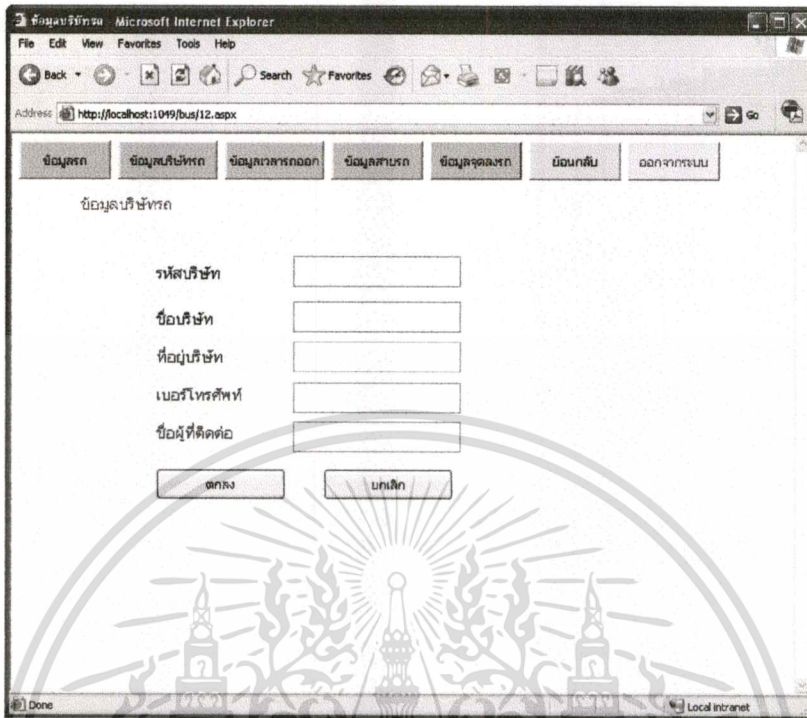 ข้อมูลบริษัทรถ Microsoft Internet Explorer
File Edit View Favorites Tools Help
Back Search Favorites
Address http://localhost:1049/bus/12.aspx Go
ข้อมูลรถ ข้อมูลบริษัทรถ ข้อมูลเวลารถออก ข้อมูลสายรถ ข้อมูลจุดลงรถ ย้อนกลับ ออกจากระบบ
ข้อมูลบริษัทรถ
รหัสบริษัท
ชื่อบริษัท
ที่อยู่บริษัท
เบอร์โทรศัพท์
ชื่อผู้ที่ติดต่อ
ตกลง ยกเลิก
Done Local intranet